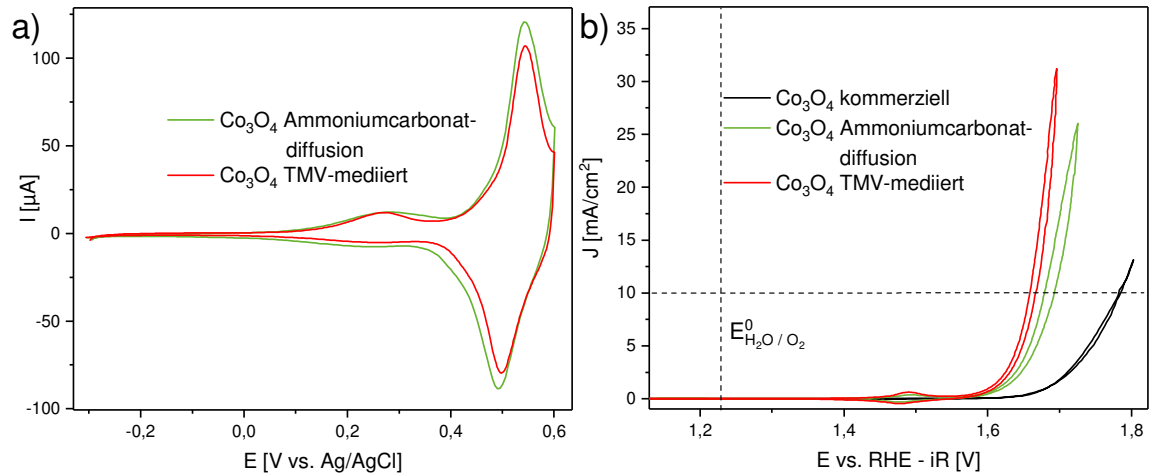 a)
I [µA]
100
50
0
-50
-100
Co₃O₄ Ammoniumcarbonat-
diffusion
Co₃O₄ TMV-mediiert
-0,2
0,0
0,2
0,4
0,6
E [V vs. Ag/AgCl]
b)
J [mA/cm²]
35
30
25
20
15
10
5
0
Co₃O₄ kommerziell
Co₃O₄ Ammoniumcarbonat-
diffusion
Co₃O₄ TMV-mediiert
E⁰ H₂O / O₂
1,2
1,4
1,6
1,8
E vs. RHE - iR [V]